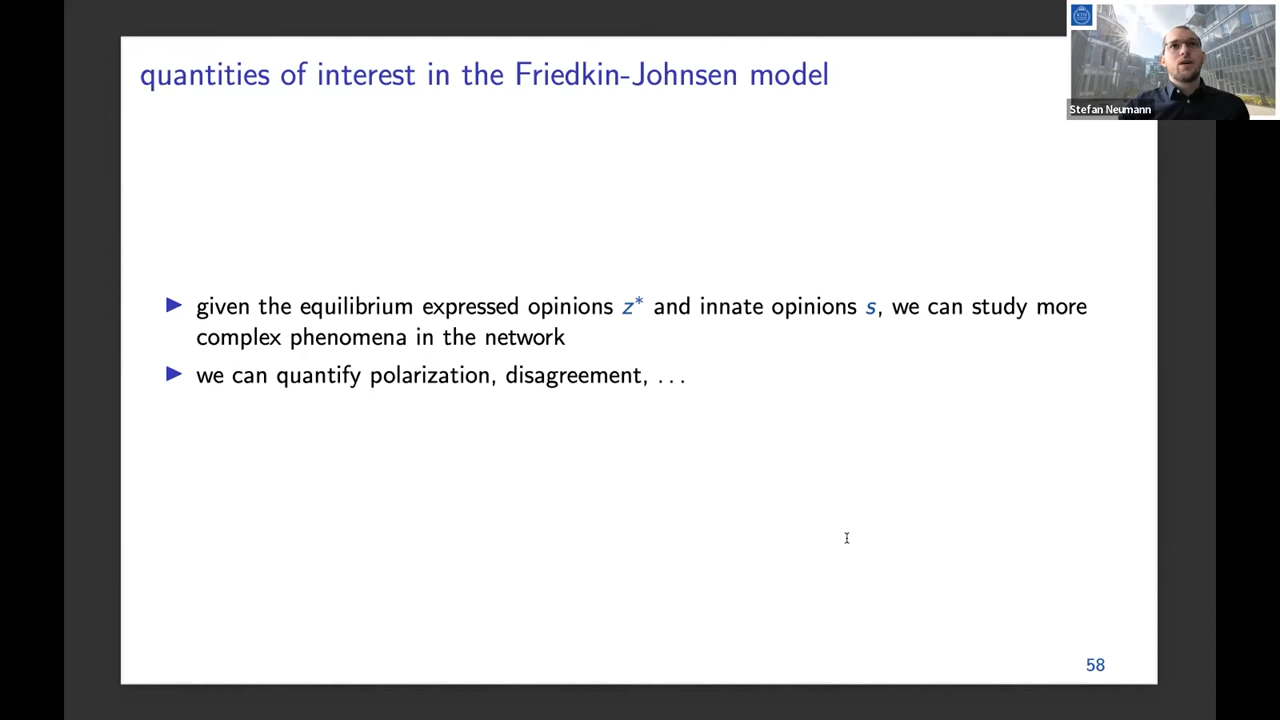 quantities of interest in the Friedkin-Johnsen model
Stefan Neumann
▶ given the equilibrium expressed opinions z* and innate opinions s, we can study more
complex phenomena in the network
▶ we can quantify polarization, disagreement, ...
58